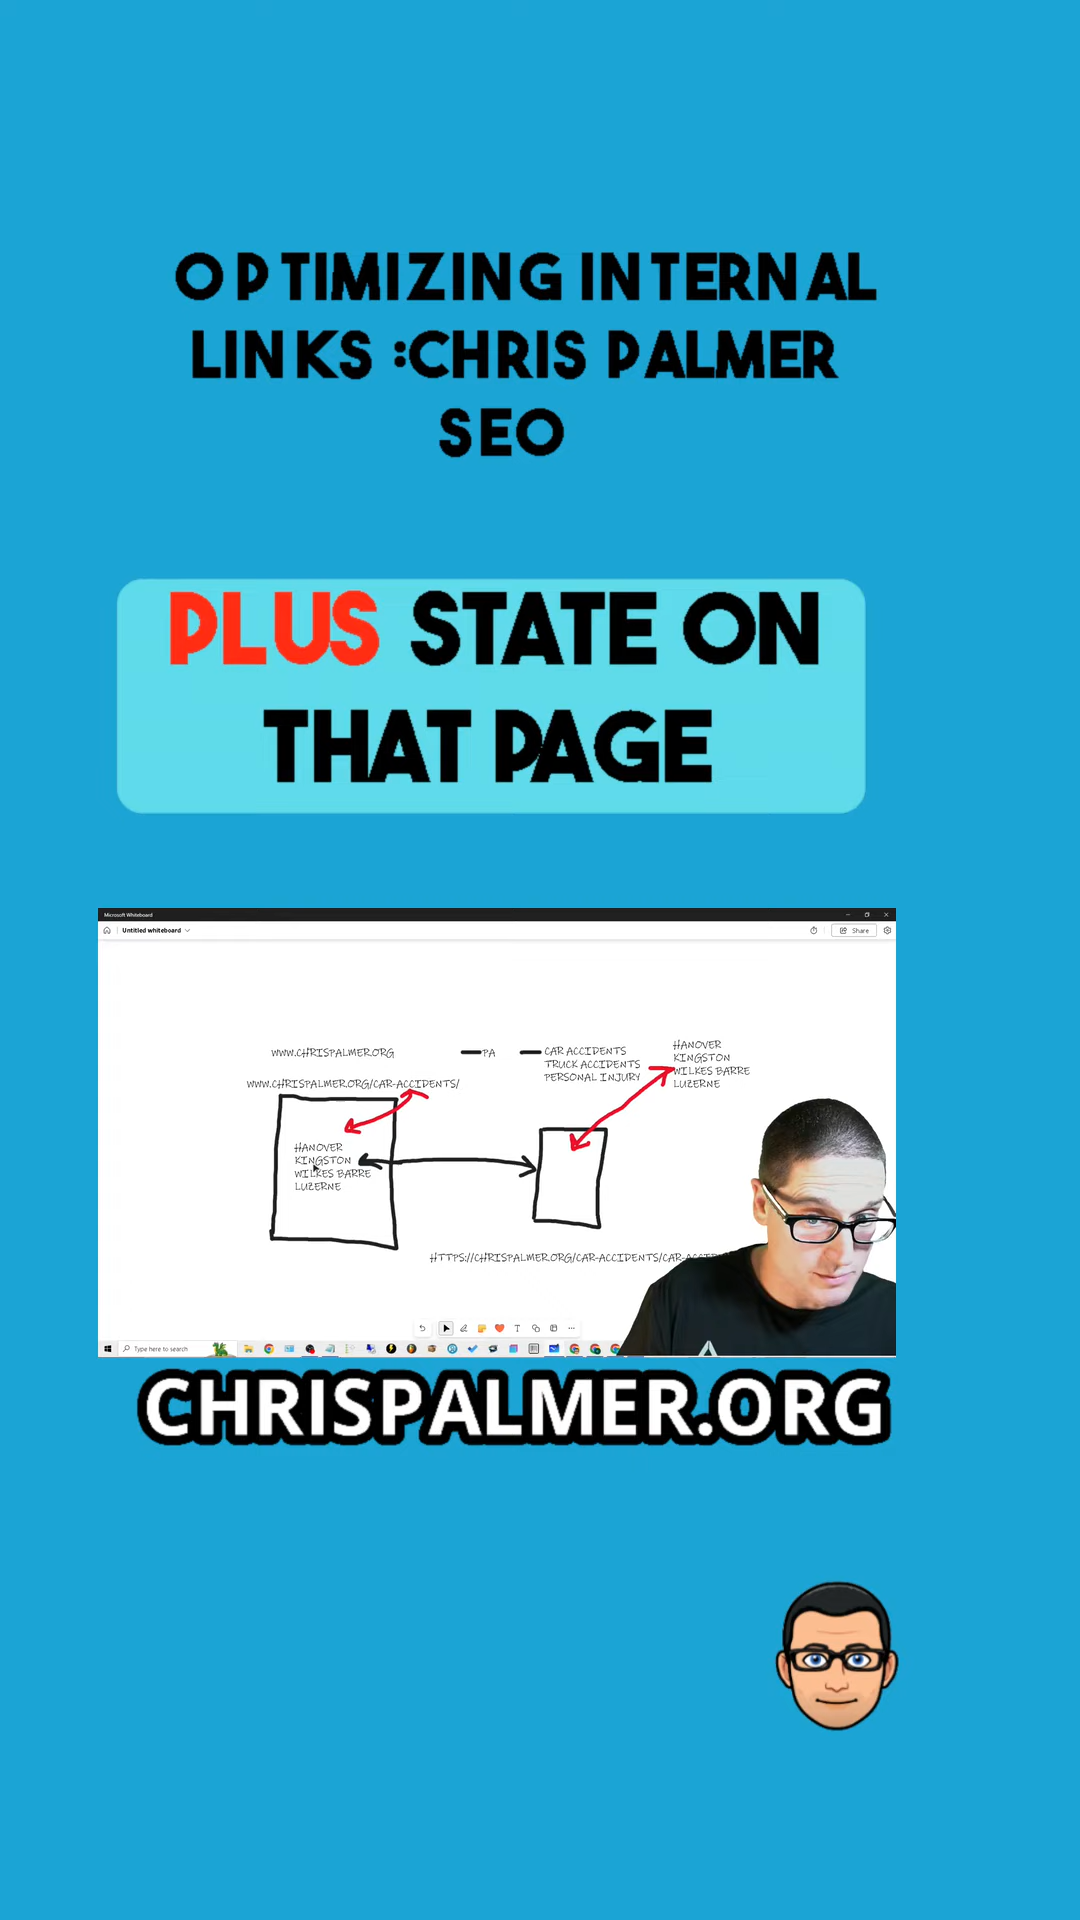 OPTIMIZING INTERNAL
LINKS :CHRIS PALMER
SEO
PLUS STATE ON
THAT PAGE
Microsoft Whiteboard
Untitled whiteboard
Share
WWW.CHRISPALMER.ORG
PA
CAR ACCIDENTS
TRUCK ACCIDENTS
PERSONAL INJURY
HANOVER
KINGSTON
WILKES BARRE
LUZERNE
WWW.CHRISPALMER.ORG/CAR-ACCIDENTS/
HANOVER
KINGSTON
WILKES BARRE
LUZERNE
HTTPS://CHRISPALMER.ORG/CAR-ACCIDENTS/
Type here to search
CHRISPALMER.ORG